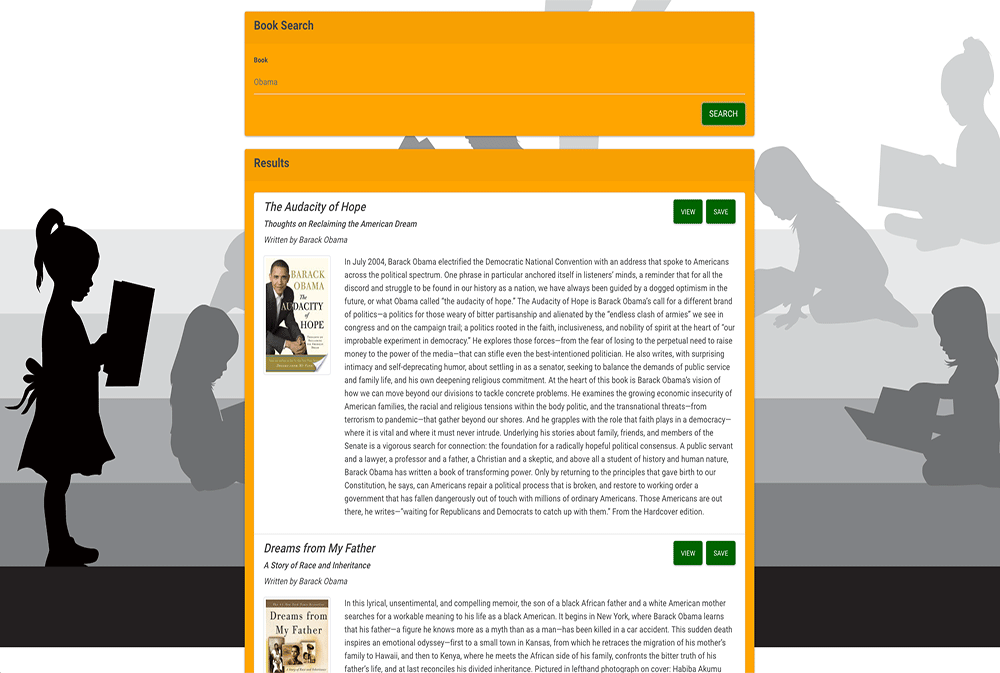 Book Search
Book
Obama
SEARCH
Results
The Audacity of Hope
VIEW
SAVE
Thoughts on Reclaiming the American Dream
Written by Barack Obama
BARACK
OBAMA
The
AUDACITY
of
HOPE
In July 2004, Barack Obama electrified the Democratic National Convention with an address that spoke to Americans
across the political spectrum. One phrase in particular anchored itself in listeners' minds, a reminder that for all the
discord and struggle to be found in our history as a nation, we have always been guided by a dogged optimism in the
future, or what Obama called “the audacity of hope.” The Audacity of Hope is Barack Obama’s call for a different brand
of politics—a politics for those weary of bitter partisanship and alienated by the “endless clash of armies” we see in
congress and on the campaign trail; a politics rooted in the faith, inclusiveness, and nobility of spirit at the heart of “our
improbable experiment in democracy.” He explores those forces—from the fear of losing to the perpetual need to raise
money to the power of the media—that can stifle even the best-intentioned politician. He also writes, with surprising
intimacy and self-deprecating humor, about settling in as a senator, seeking to balance the demands of public service
and family life, and his own deepening religious commitment. At the heart of this book is Barack Obama’s vision of
how we can move beyond our divisions to tackle concrete problems. He examines the growing economic insecurity of
American families, the racial and religious tensions within the body politic, and the transnational threats—from
terrorism to pandemic—that gather beyond our shores. And he grapples with the role that faith plays in a democracy—
where it is vital and where it must never intrude. Underlying his stories about family, friends, and members of the
Senate is a vigorous search for connection: the foundation for a radically hopeful political consensus. A public servant
and a lawyer, a professor and a father, a Christian and a skeptic, and above all a student of history and human nature,
Barack Obama has written a book of transforming power. Only by returning to the principles that gave birth to our
Constitution, he says, can Americans repair a political process that is broken, and restore to working order a
government that has fallen dangerously out of touch with millions of ordinary Americans. Those Americans are out
there, he writes—“waiting for Republicans and Democrats to catch up with them.” From the Hardcover edition.
Dreams from My Father
VIEW
SAVE
A Story of Race and Inheritance
Written by Barack Obama
Dreams from
My Father
In this lyrical, unsentimental, and compelling memoir, the son of a black African father and a white American mother
searches for a workable meaning to his life as a black American. It begins in New York, where Barack Obama learns
that his father—a figure he knows more as a myth than as a man—has been killed in a car accident. This sudden death
inspires an emotional odyssey—first to a small town in Kansas, from which he retraces the migration of his mother’s
family to Hawaii, and then to Kenya, where he meets the African side of his family, confronts the bitter truth of his
father’s life, and at last reconciles his divided inheritance. Pictured in lefthand photograph on cover: Habiba Akumu